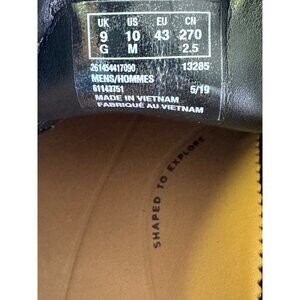 UK US EU CN
9 10 43 270
G M 2.5
261454417090 13285
MENS/HOMMES
61143751 5/19
MADE IN VIETNAM
FABRIQUÉ AU VIETNAM
SHAPED TO EXPLORE